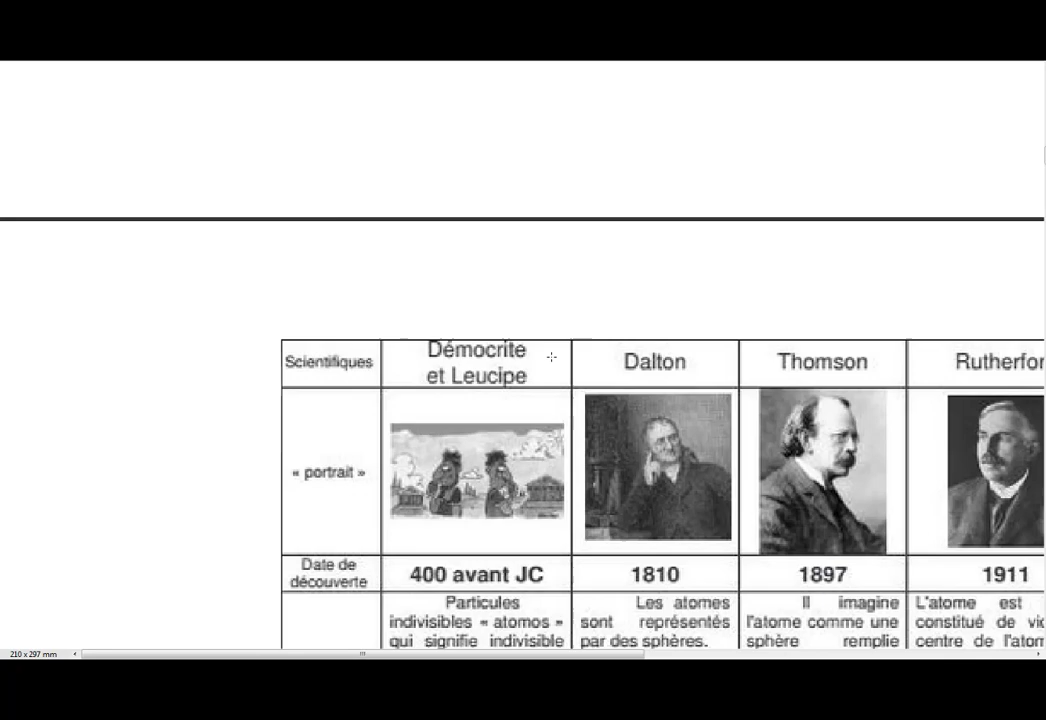 Scientifiques
Démocrite
et Leucipe
Dalton
Thomson
Rutherfor
« portrait »
Date de
découverte
400 avant JC
1810
1897
1911
Particules
indivisibles « atomos »
qui signifie indivisible
Les atomes
sont représentés
par des sphères.
Il imagine
l'atome comme une
sphère remplie
L'atome est
constitué de vi
centre de l'atom
210 x 297 mm